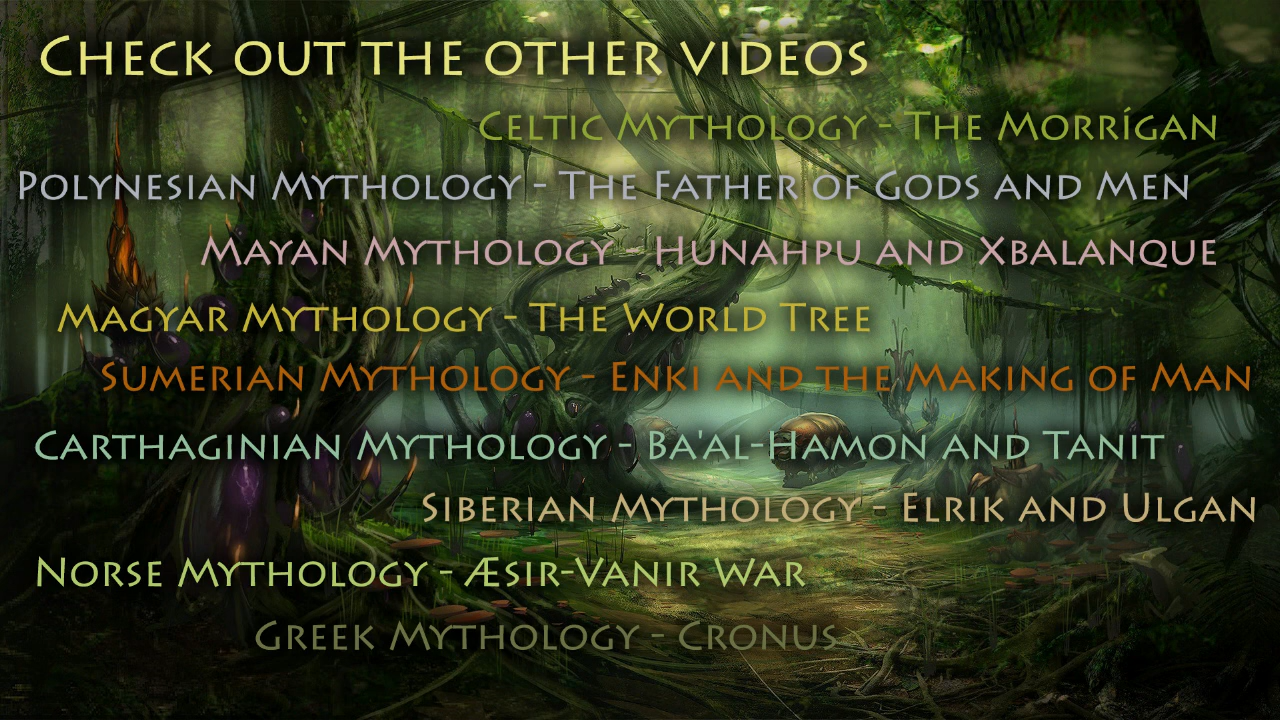 Check out the other videos
Celtic Mythology - The Morrígan
Polynesian Mythology - The Father of Gods and Men
Mayan Mythology - Hunahpu and Xbalanque
Magyar Mythology - The World Tree
Sumerian Mythology - Enki and the Making of Man
Carthaginian Mythology - Ba'al-Hamon and Tanit
Siberian Mythology - Elrik and Ulgan
Norse Mythology - Æsir-Vanir War
Greek Mythology - Cronus